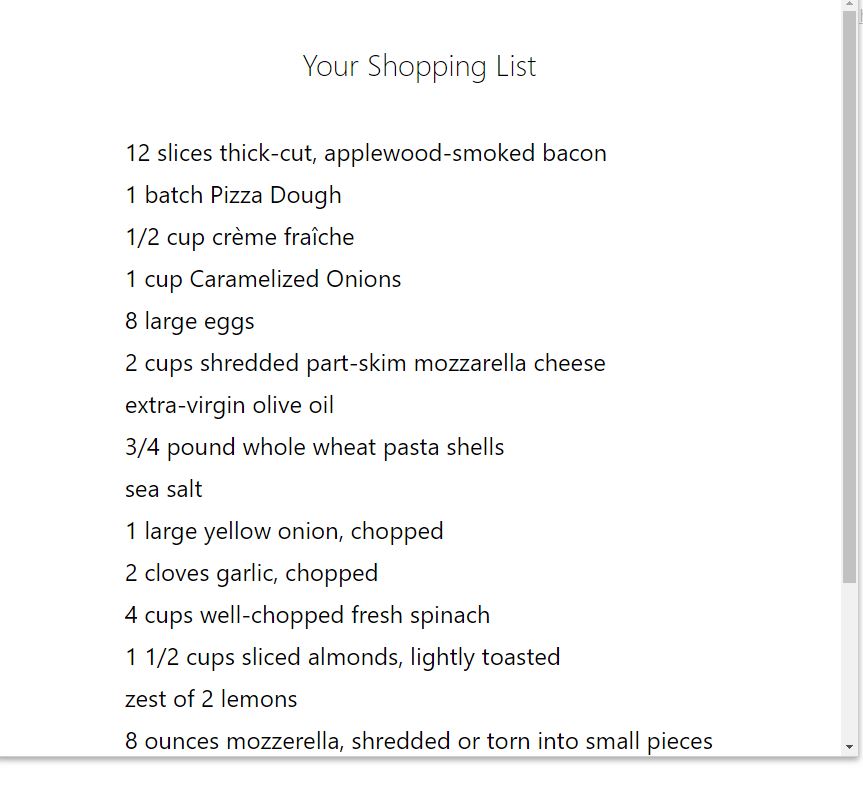 Your Shopping List
12 slices thick-cut, applewood-smoked bacon
1 batch Pizza Dough
1/2 cup crème fraîche
1 cup Caramelized Onions
8 large eggs
2 cups shredded part-skim mozzarella cheese
extra-virgin olive oil
3/4 pound whole wheat pasta shells
sea salt
1 large yellow onion, chopped
2 cloves garlic, chopped
4 cups well-chopped fresh spinach
1 1/2 cups sliced almonds, lightly toasted
zest of 2 lemons
8 ounces mozzerella, shredded or torn into small pieces